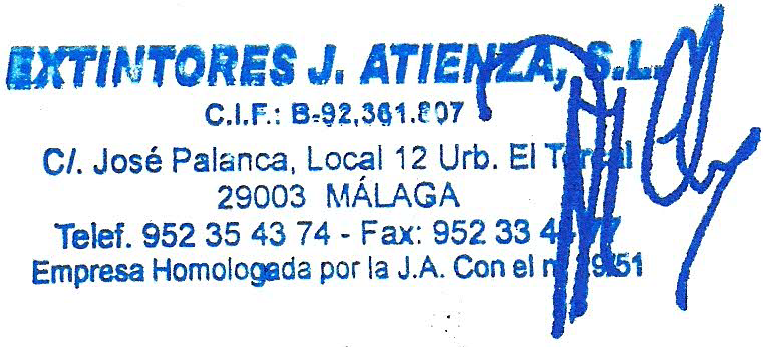 EXTINTORES J. ATIENZA, S.L.
C.I.F.: B-92.361.807
C/. José Palanca, Local 12 Urb. El Torcal
29003 MÁLAGA
Telef. 952 35 43 74 - Fax: 952 33
Empresa Homologada por la J.A. Con el